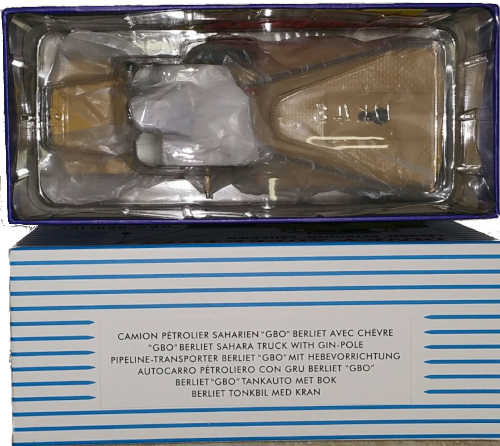 CAMION PÉTROLIER SAHARIEN "GBO" BERLIET AVEC CHÈVRE
"GBO" BERLIET SAHARA TRUCK WITH GIN-POLE
PIPELINE-TRANSPORTER BERLIET "GBO" MIT HEBEVORRICHTUNG
AUTOCARRO PÉTROLIERO CON GRU BERLIET "GBO"
BERLIET "GBO" TANKAUTO MET BOK
BERLIET TONKBIL MED KRAN